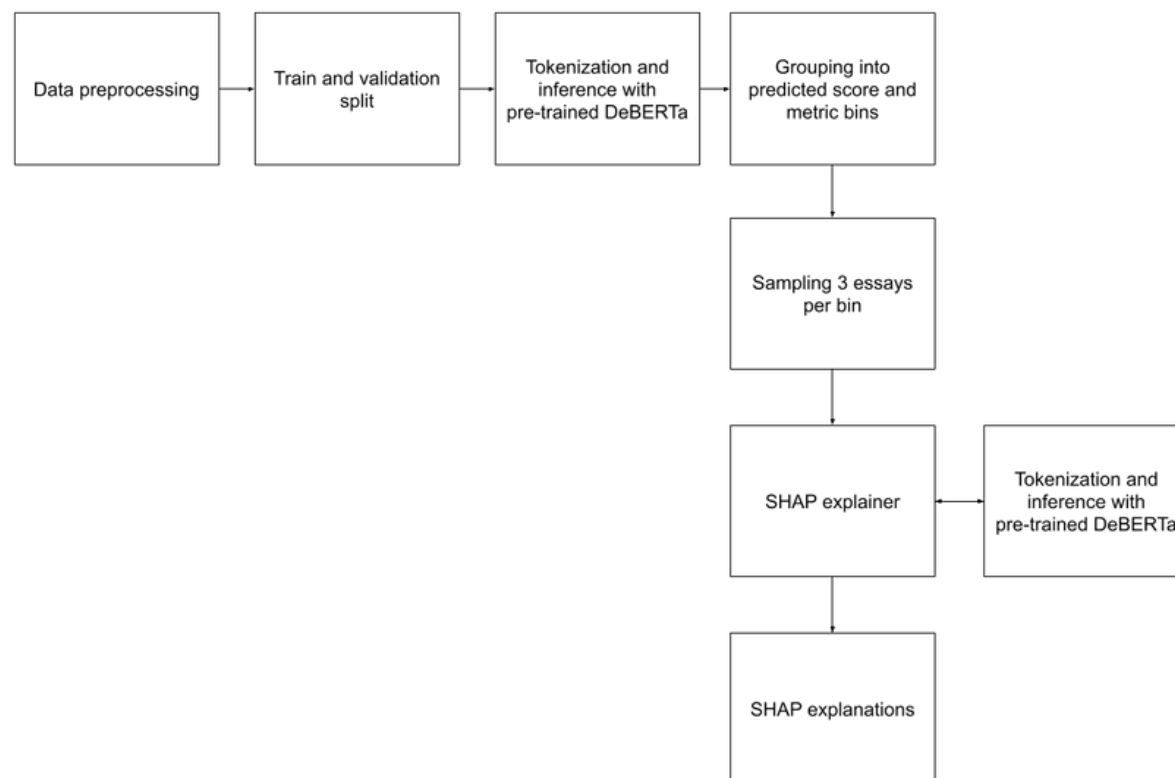 Data preprocessing
Train and validation
split
Tokenization and
inference with
pre-trained DeBERTa
Grouping into
predicted score and
metric bins
Sampling 3 essays
per bin
SHAP explainer
Tokenization and
inference with
pre-trained DeBERTa
SHAP explanations